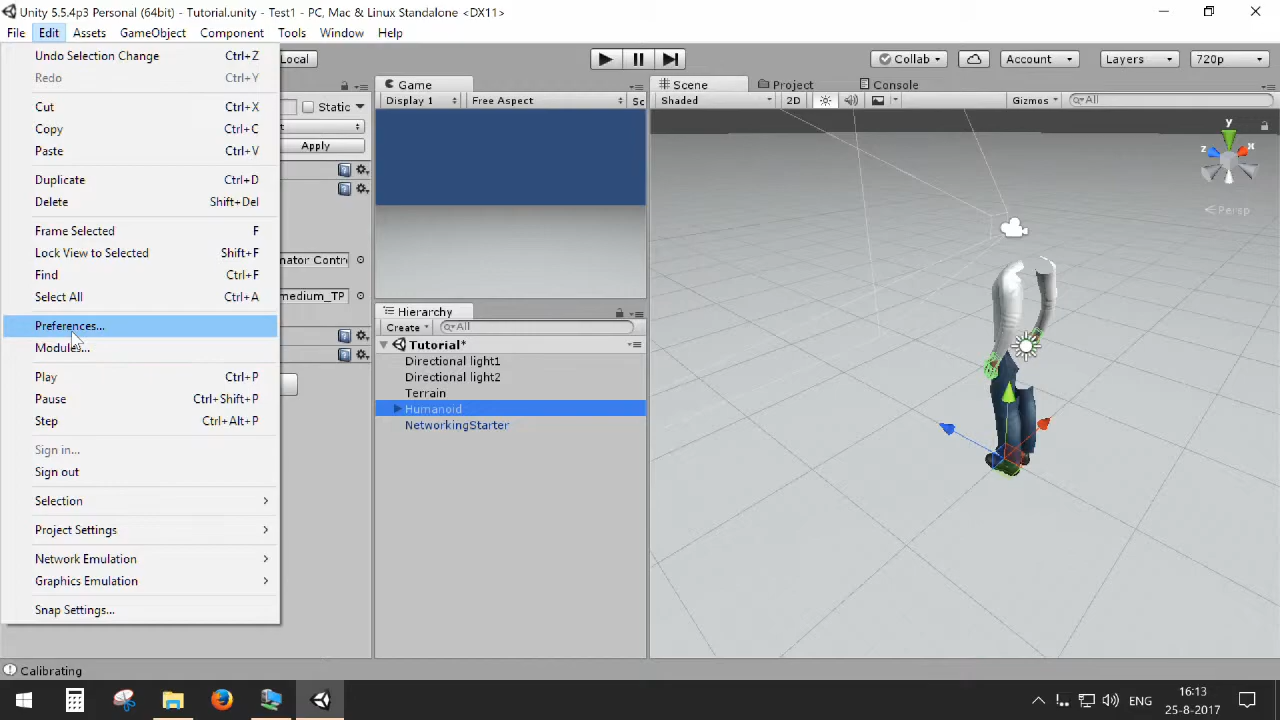 Unity 5.5.4p3 Personal (64bit) - Tutorial.unity - Test1 - PC, Mac & Linux Standalone <DX11>
File Edit Assets GameObject Component Tools Window Help
Local Collab Account Layers 720p
Undo Selection Change Ctrl+Z
Redo Ctrl+Y
Cut Ctrl+X
Copy Ctrl+C
Paste Ctrl+V
Duplicate Ctrl+D
Delete Shift+Del
Frame Selected F
Lock View to Selected Shift+F
Find Ctrl+F
Select All Ctrl+A
Preferences...
Modules...
Play Ctrl+P
Pause Ctrl+Shift+P
Step Ctrl+Alt+P
Sign in...
Sign out
Selection
Project Settings
Network Emulation
Graphics Emulation
Snap Settings...
Static
Apply
medium_TP
Game
Display 1 Free Aspect Sc
Hierarchy
Create All
Tutorial*
Directional light1
Directional light2
Terrain
Humanoid
NetworkingStarter
Scene Project Console
Shaded 2D Gizmos All
y
z x
Persp
Calibrating
ENG
16:13
25-8-2017